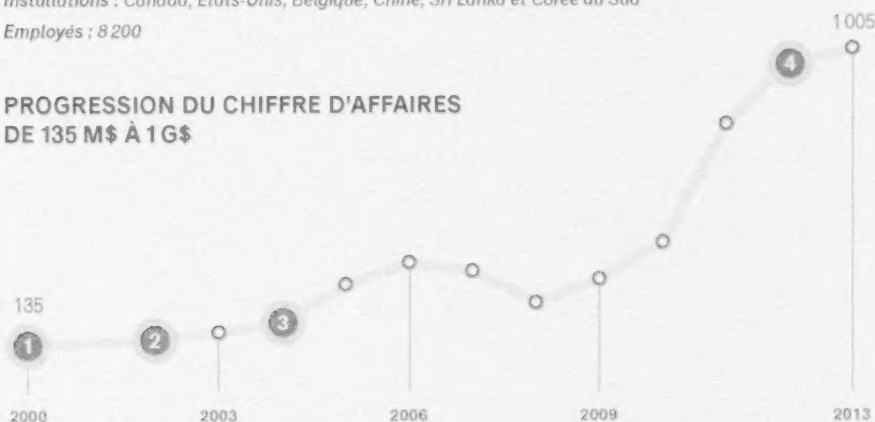 Installations : Canada, États-Unis, Belgique, Chine, Sri Lanka et Corée du Sud
Employés : 8 200
1 005
4
PROGRESSION DU CHIFFRE D'AFFAIRES
DE 135 M$ À 1 G$
135
1 2 3
2000 2003 2006 2009 2013